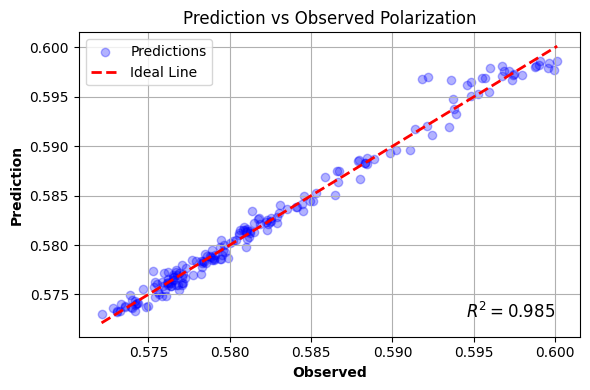 Prediction vs Observed Polarization
Predictions
Ideal Line
0.600
0.595
0.590
0.585
0.580
0.575
Prediction
R² = 0.985
0.575 0.580 0.585 0.590 0.595 0.600
Observed